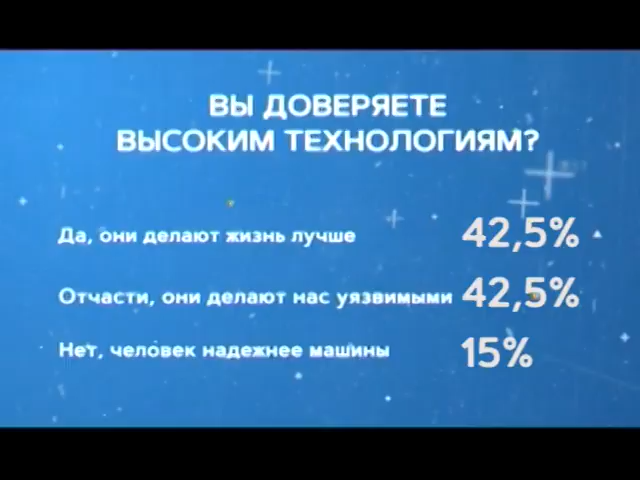 ВЫ ДОВЕРЯЕТЕ
ВЫСОКИМ ТЕХНОЛОГИЯМ?
Да, они делают жизнь лучше 42,5%
Отчасти, они делают нас уязвимыми 42,5%
Нет, человек надежнее машины 15%